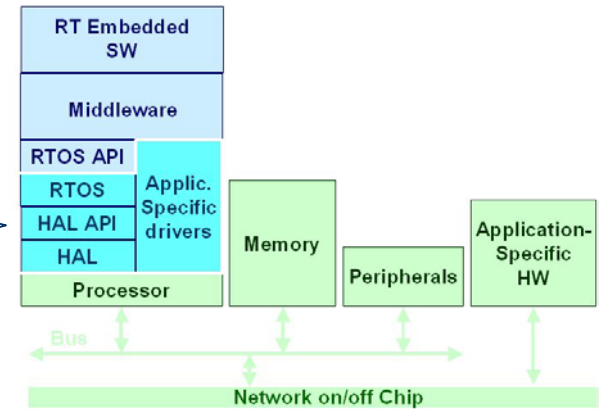 RT Embedded
SW
Middleware
RTOS API
RTOS
HAL API
HAL
Applic.
Specific
drivers
Processor
Memory
Peripherals
Application-
Specific
HW
Bus
Network on/off Chip